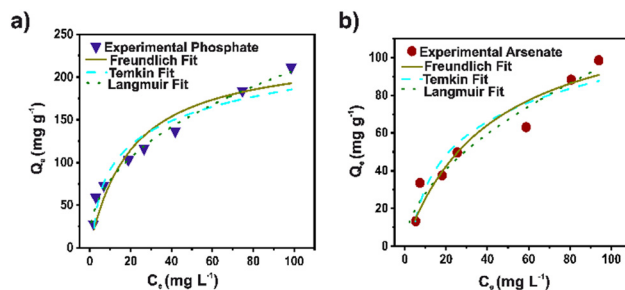 a)
Experimental Phosphate
Freundlich Fit
Temkin Fit
Langmuir Fit
250
200
150
100
50
0
Qe (mg g-1)
0 20 40 60 80 100
Ce (mg L-1)
b)
Experimental Arsenate
Freundlich Fit
Temkin Fit
Langmuir Fit
100
80
60
40
20
0
Qe (mg g-1)
0 20 40 60 80 100
Ce (mg L-1)